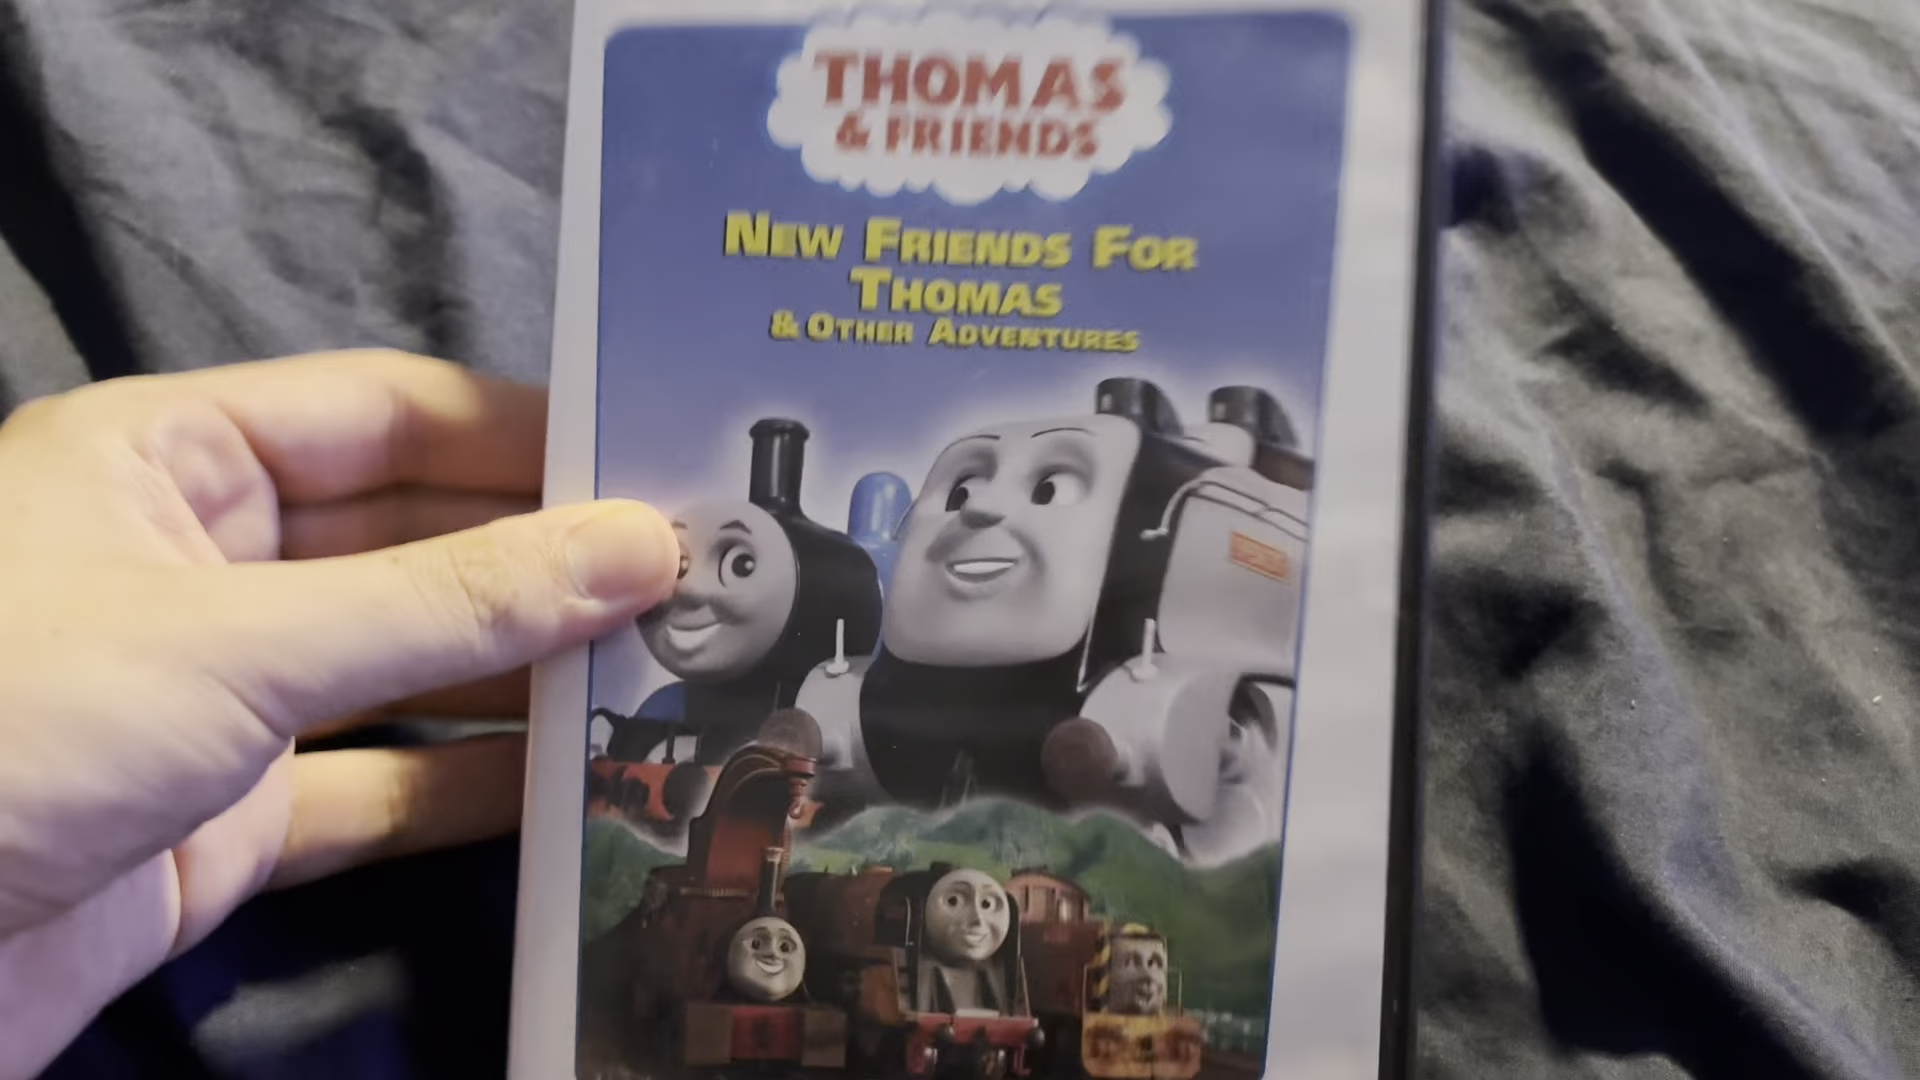 THOMAS
& FRIENDS
NEW FRIENDS FOR
THOMAS
& OTHER ADVENTURES